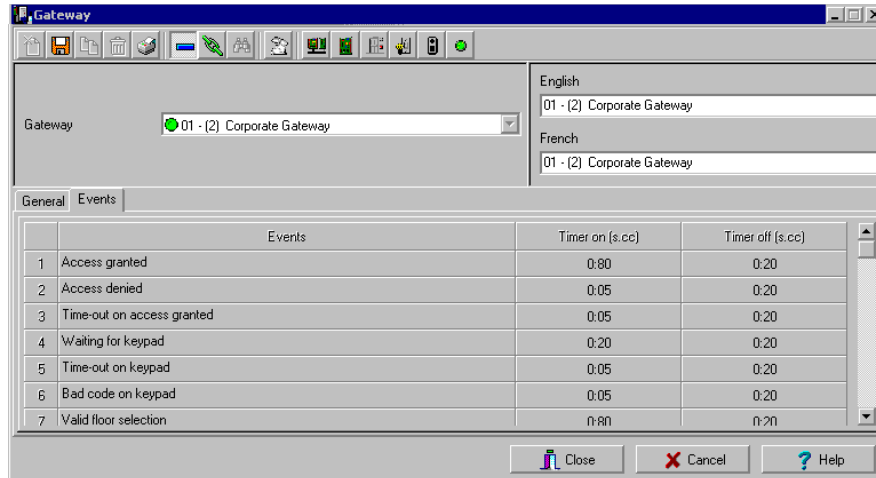 Gateway
English
01 - (2) Corporate Gateway
Gateway 01 - (2) Corporate Gateway
French
01 - (2) Corporate Gateway
General Events
Events Timer on (s.cc) Timer off (s.cc)
1 Access granted 0:80 0:20
2 Access denied 0:05 0:20
3 Time-out on access granted 0:05 0:20
4 Waiting for keypad 0:20 0:20
5 Time-out on keypad 0:05 0:20
6 Bad code on keypad 0:05 0:20
7 Valid floor selection 0:80 0:20
Close Cancel Help